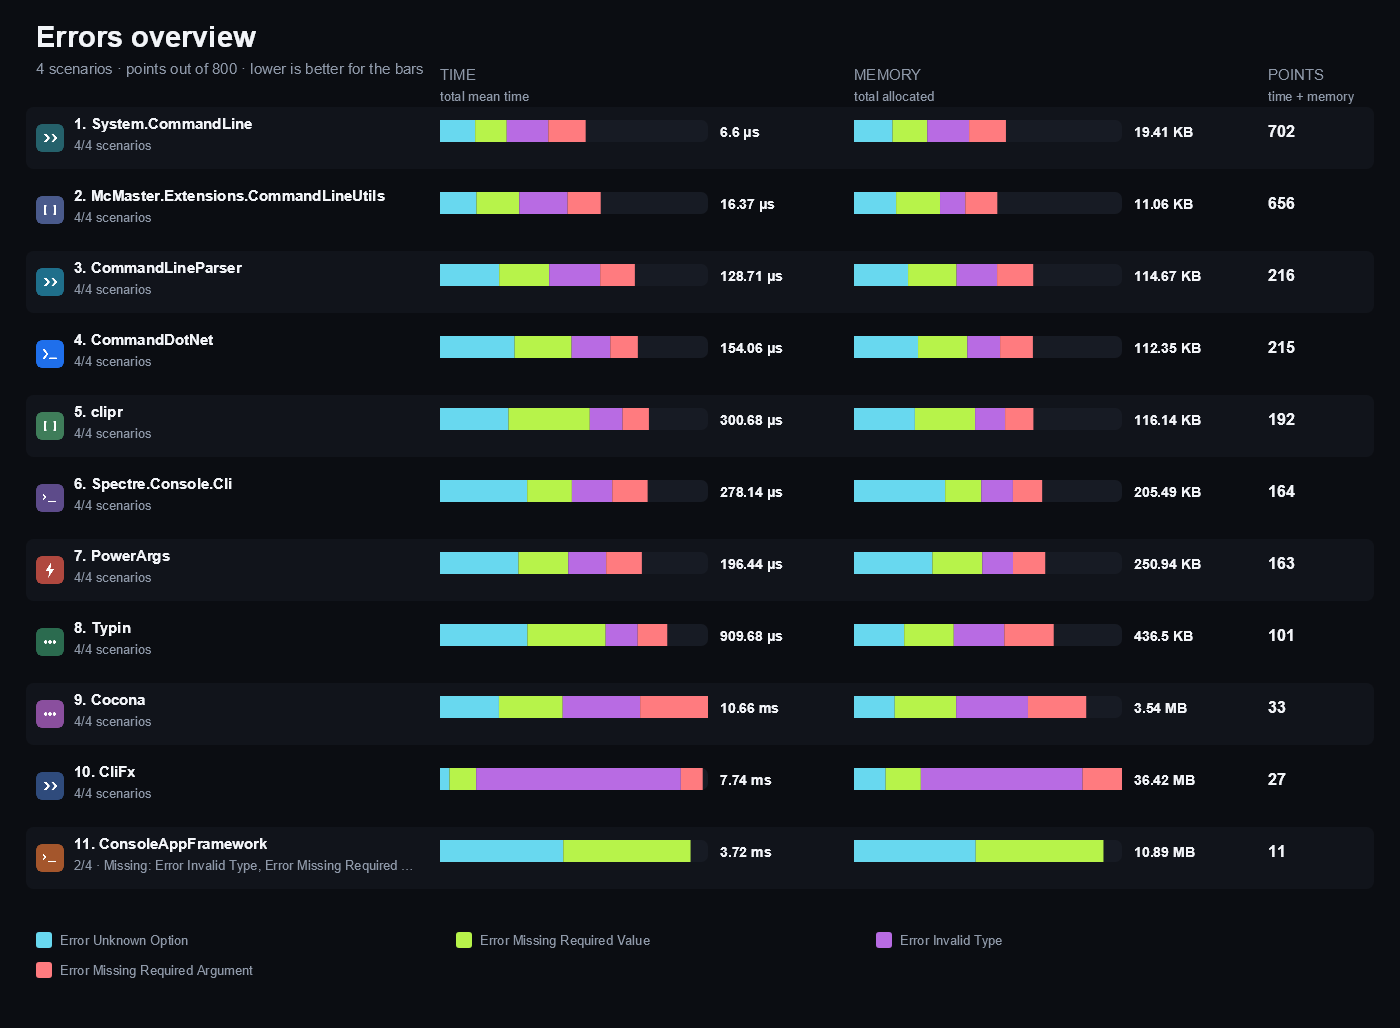 Errors overview
4 scenarios · points out of 800 · lower is better for the bars
TIME
total mean time
MEMORY
total allocated
POINTS
time + memory
1. System.CommandLine
4/4 scenarios
6.6 µs
19.41 KB
702
2. McMaster.Extensions.CommandLineUtils
4/4 scenarios
16.37 µs
11.06 KB
656
3. CommandLineParser
4/4 scenarios
128.71 µs
114.67 KB
216
4. CommandDotNet
4/4 scenarios
154.06 µs
112.35 KB
215
5. clipr
4/4 scenarios
300.68 µs
116.14 KB
192
6. Spectre.Console.Cli
4/4 scenarios
278.14 µs
205.49 KB
164
7. PowerArgs
4/4 scenarios
196.44 µs
250.94 KB
163
8. Typin
4/4 scenarios
909.68 µs
436.5 KB
101
9. Cocona
4/4 scenarios
10.66 ms
3.54 MB
33
10. CliFx
4/4 scenarios
7.74 ms
36.42 MB
27
11. ConsoleAppFramework
2/4 · Missing: Error Invalid Type, Error Missing Required ...
3.72 ms
10.89 MB
11
Error Unknown Option
Error Missing Required Value
Error Invalid Type
Error Missing Required Argument